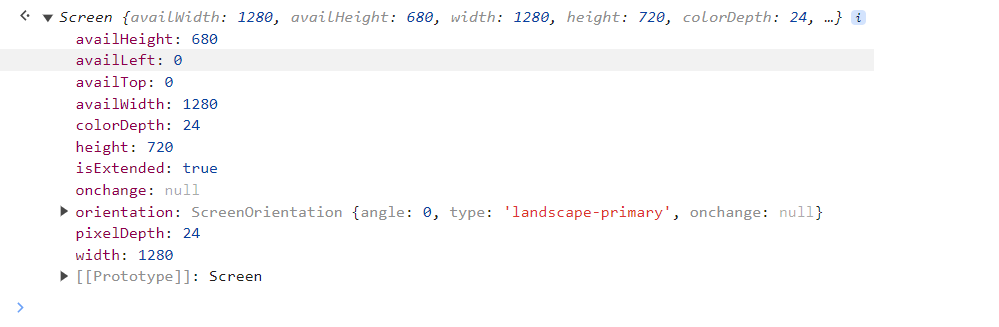 Screen {availWidth: 1280, availHeight: 680, width: 1280, height: 720, colorDepth: 24, …} i
availHeight: 680
availLeft: 0
availTop: 0
availWidth: 1280
colorDepth: 24
height: 720
isExtended: true
onchange: null
orientation: ScreenOrientation {angle: 0, type: 'landscape-primary', onchange: null}
pixelDepth: 24
width: 1280
[[Prototype]]: Screen